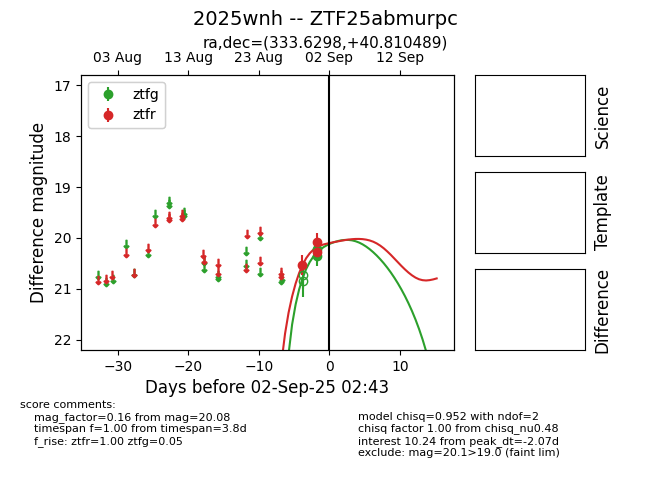 2025wnh -- ZTF25abmurpc
ra,dec=(333.6298,+40.810489)
03 Aug 13 Aug 23 Aug 02 Sep 12 Sep
17
18
19
20
21
22
Difference magnitude
ztfg
ztfr
−30 −20 −10 0 10
Days before 02-Sep-25 02:43
Science
Template
Difference
score comments:
mag_factor=0.16 from mag=20.08
timespan f=1.00 from timespan=3.8d
f_rise: ztfr=1.00 ztfg=0.05
model chisq=0.952 with ndof=2
chisq factor 1.00 from chisq_nu0.48
interest 10.24 from peak_dt=-2.07d
exclude: mag=20.1>19.0 (faint lim)